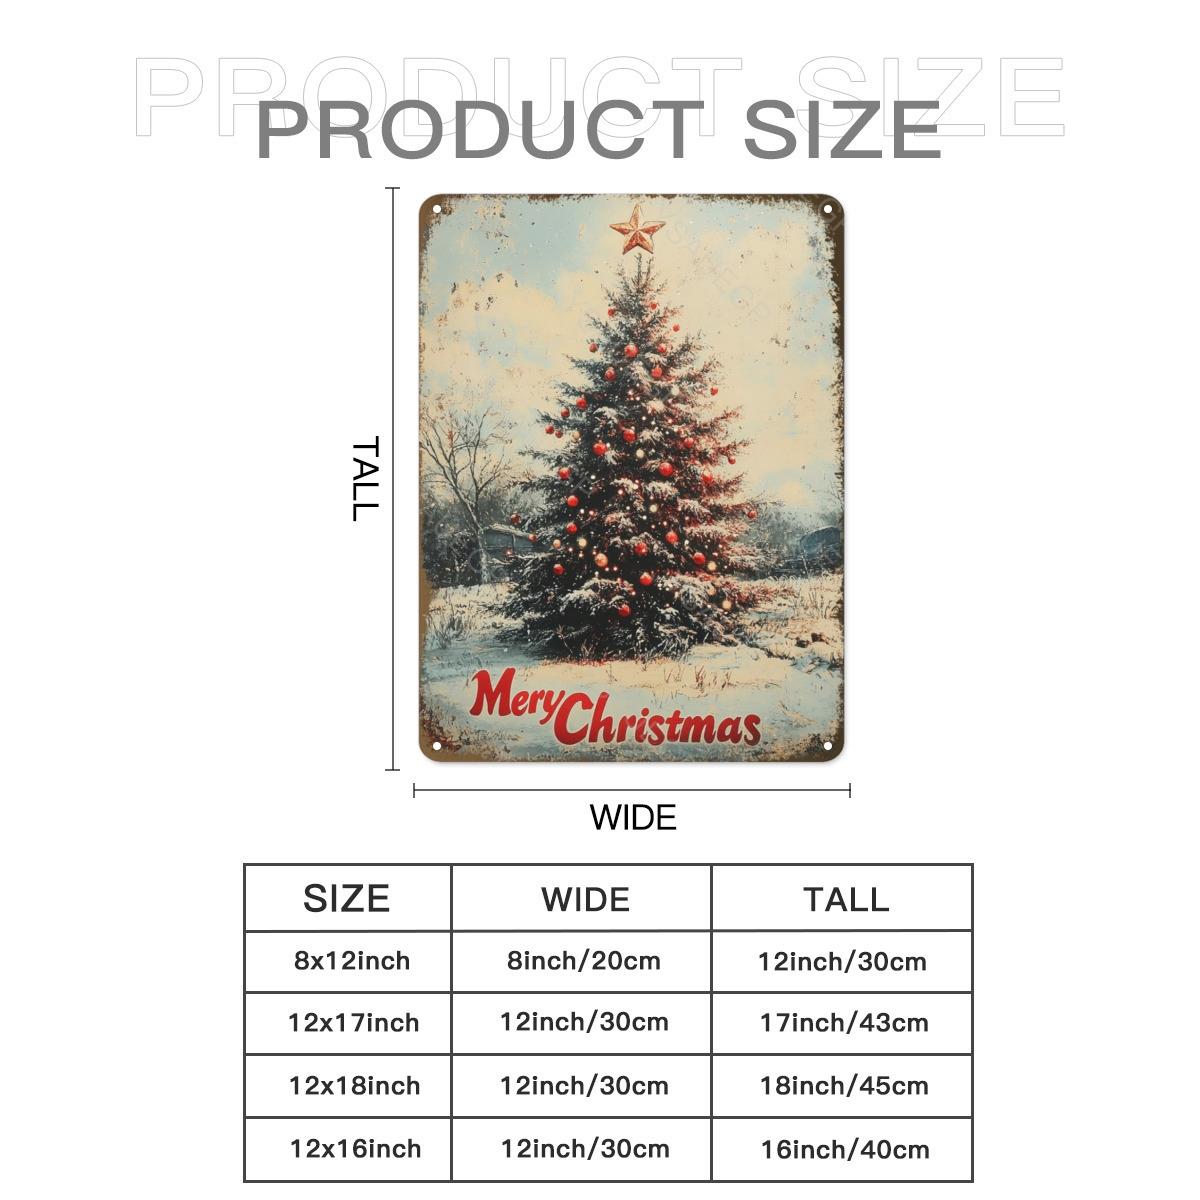 PRODUCT SIZE
PRODUCT SIZE
TALL
Mery
Christmas
WIDE
SIZE WIDE TALL
8x12inch 8inch/20cm 12inch/30cm
12x17inch 12inch/30cm 17inch/43cm
12x18inch 12inch/30cm 18inch/45cm
12x16inch 12inch/30cm 16inch/40cm